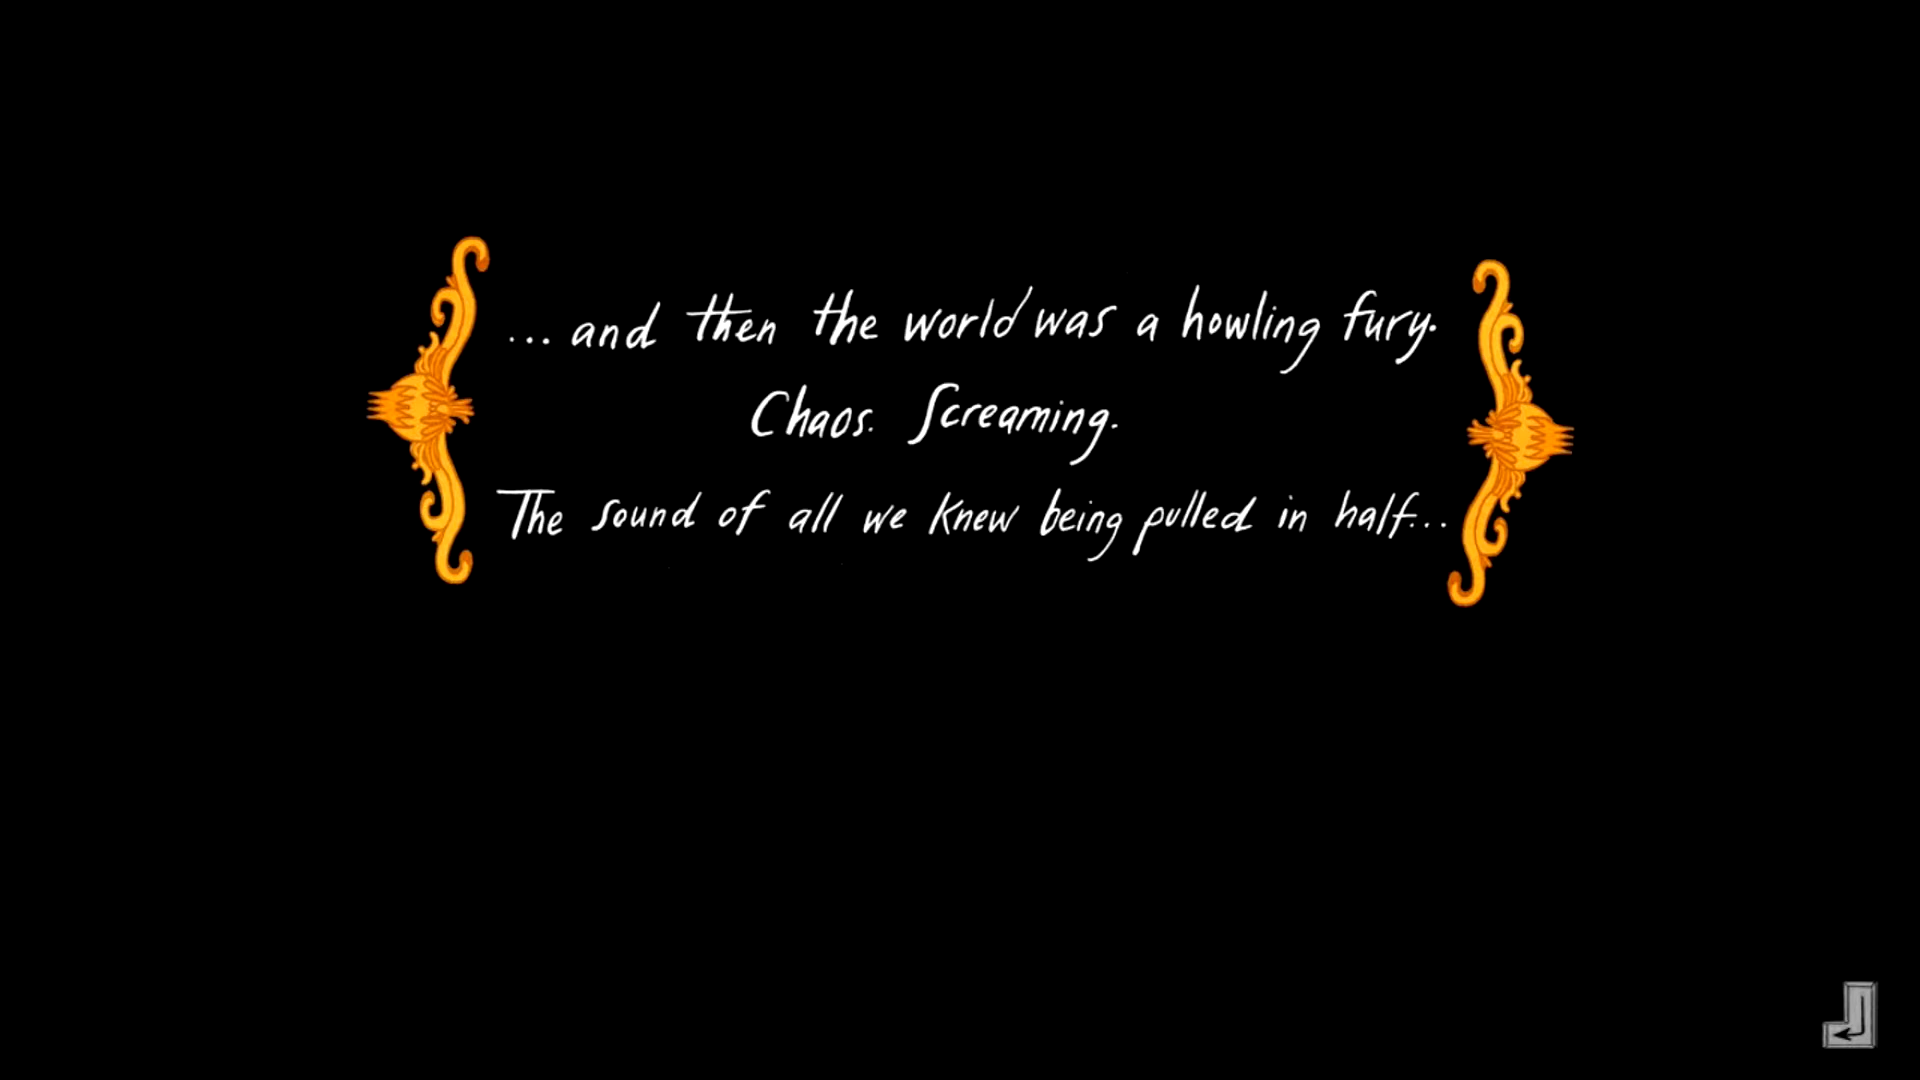 ...and then the world was a howling fury.
Chaos. Screaming.
The sound of all we knew being pulled in half...